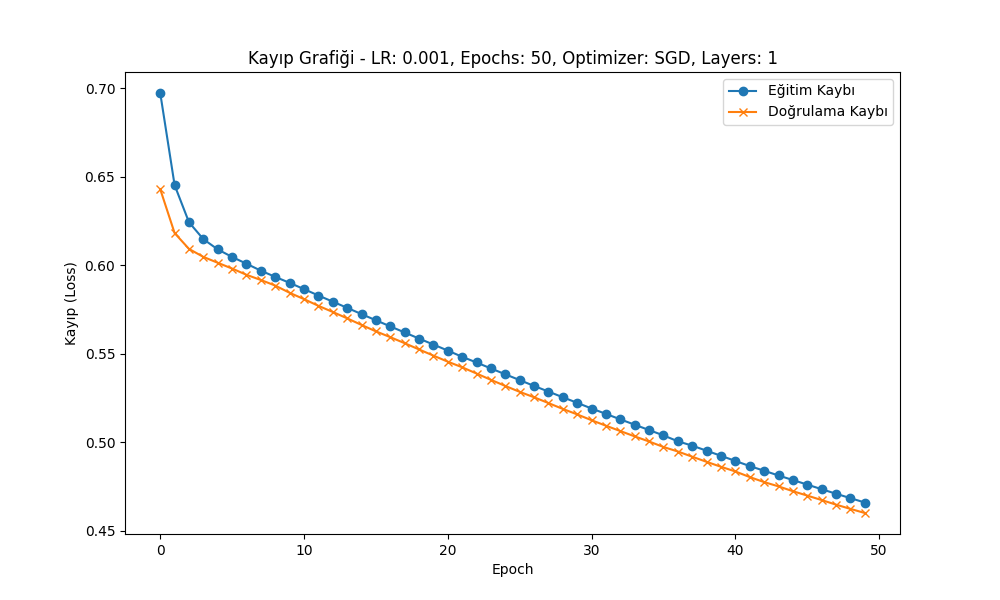 Kayıp Grafiği - LR: 0.001, Epochs: 50, Optimizer: SGD, Layers: 1
Eğitim Kaybı
Doğrulama Kaybı
0.70
0.65
0.60
0.55
0.50
0.45
Kayıp (Loss)
0 10 20 30 40 50
Epoch